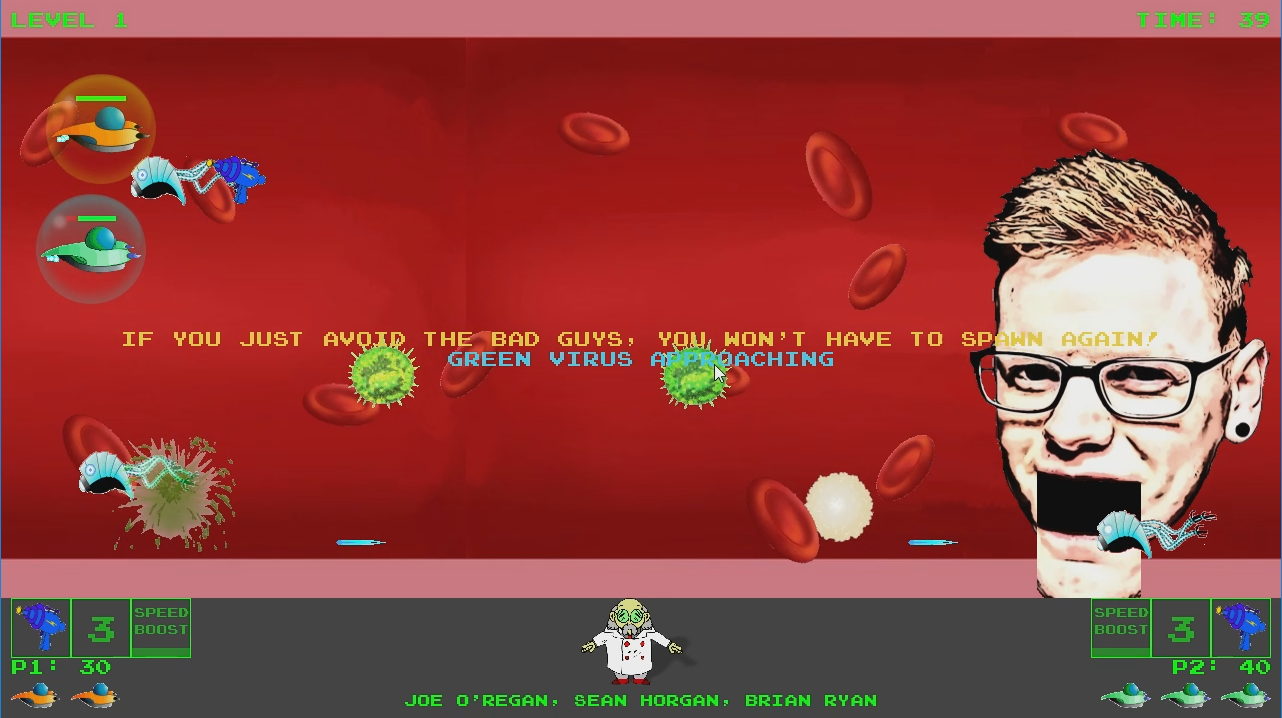 LEVEL 1
TIME: 39
IF YOU JUST AVOID THE BAD GUYS, YOU WON'T HAVE TO SPAWN AGAIN!
GREEN VIRUS APPROACHING
3
SPEED
BOOST
SPEED
BOOST
3
P1: 30
P2: 40
JOE O'REGAN, SEAN HORGAN, BRIAN RYAN